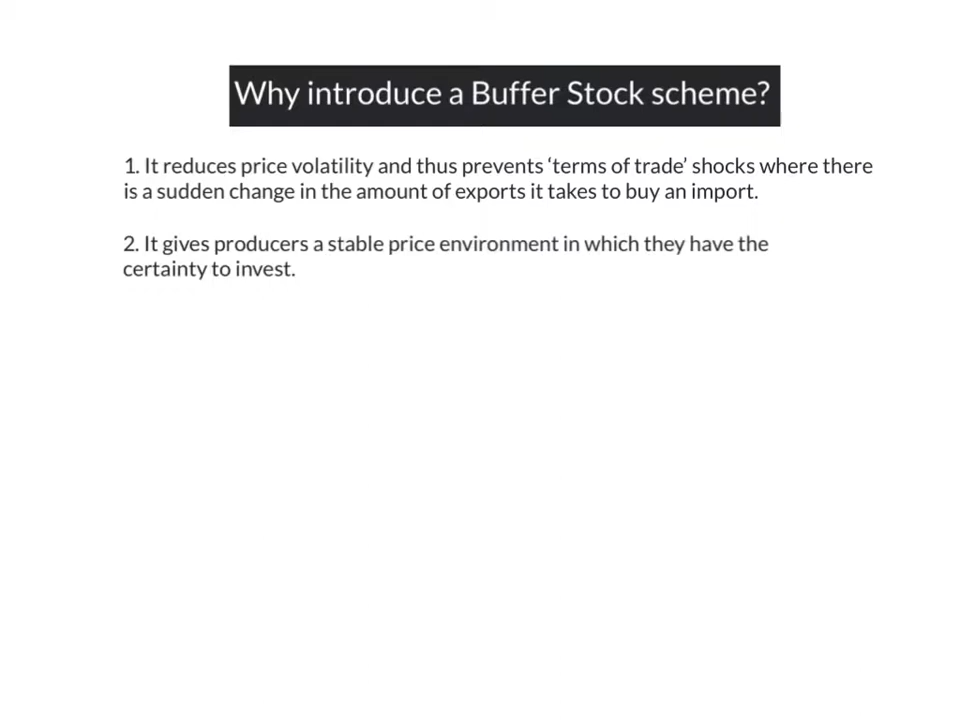 Why introduce a Buffer Stock scheme?
1. It reduces price volatility and thus prevents ‘terms of trade’ shocks where there
is a sudden change in the amount of exports it takes to buy an import.
2. It gives producers a stable price environment in which they have the
certainty to invest.